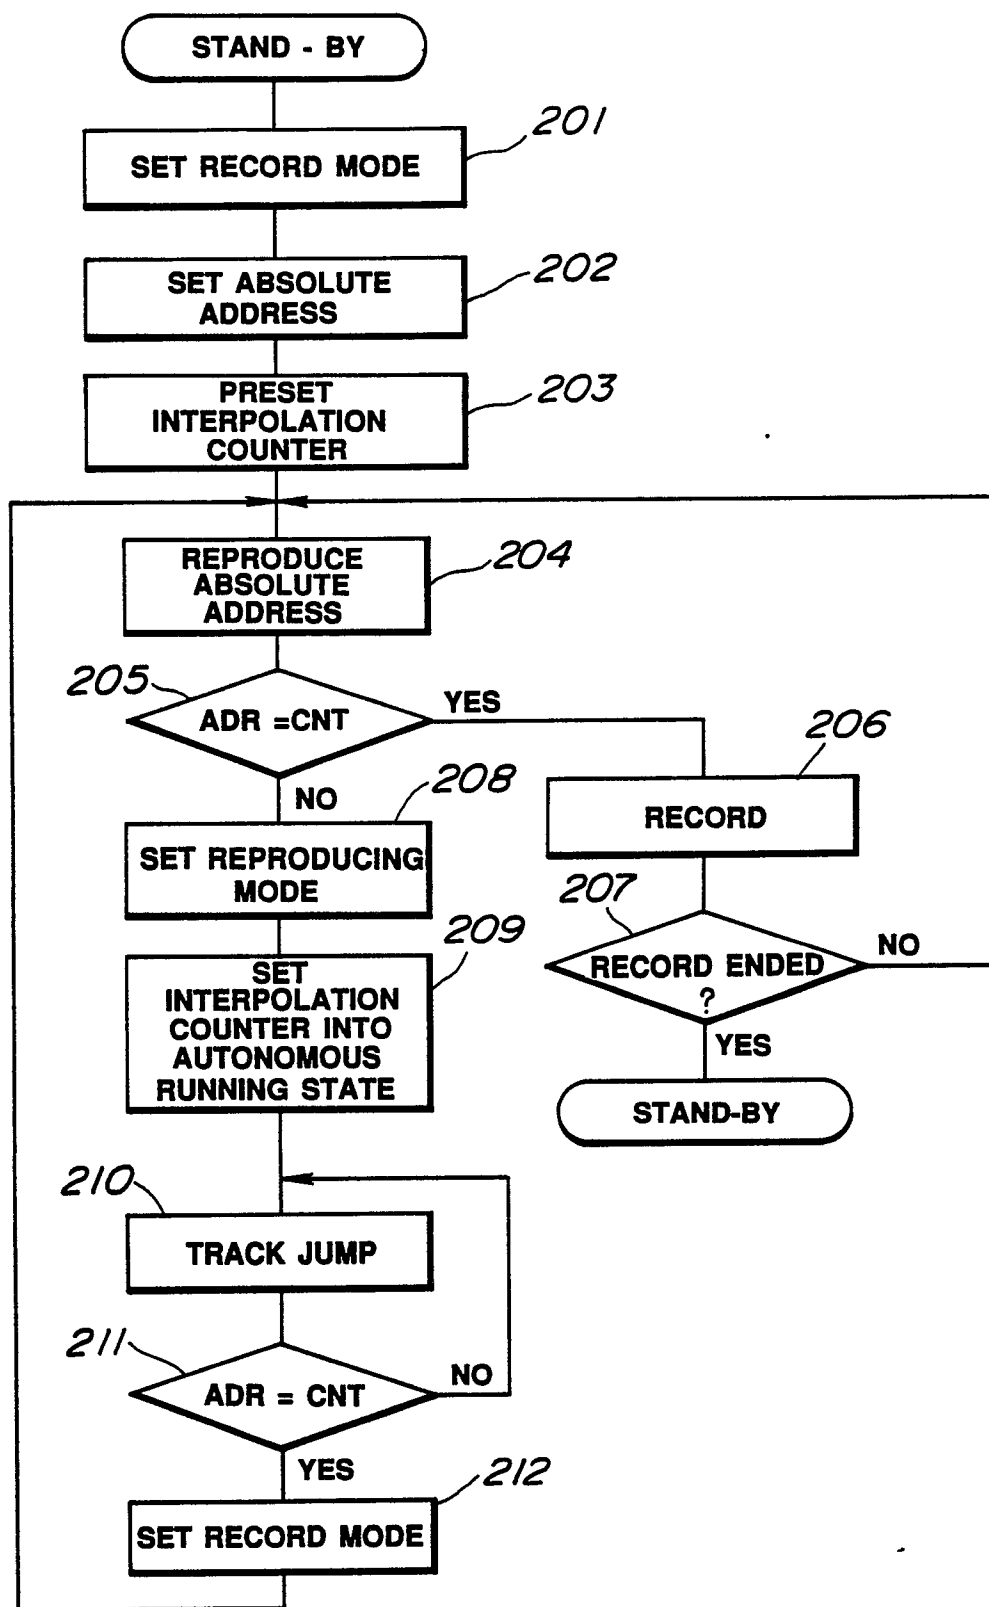 STAND - BY
201
SET RECORD MODE
202
SET ABSOLUTE
ADDRESS
203
PRESET
INTERPOLATION
COUNTER
204
REPRODUCE
ABSOLUTE
ADDRESS
205
ADR =CNT
YES
206
RECORD
NO
208
SET REPRODUCING
MODE
207
RECORD ENDED
?
NO
YES
STAND-BY
209
SET
INTERPOLATION
COUNTER INTO
AUTONOMOUS
RUNNING STATE
210
TRACK JUMP
211
ADR = CNT
NO
YES
212
SET RECORD MODE